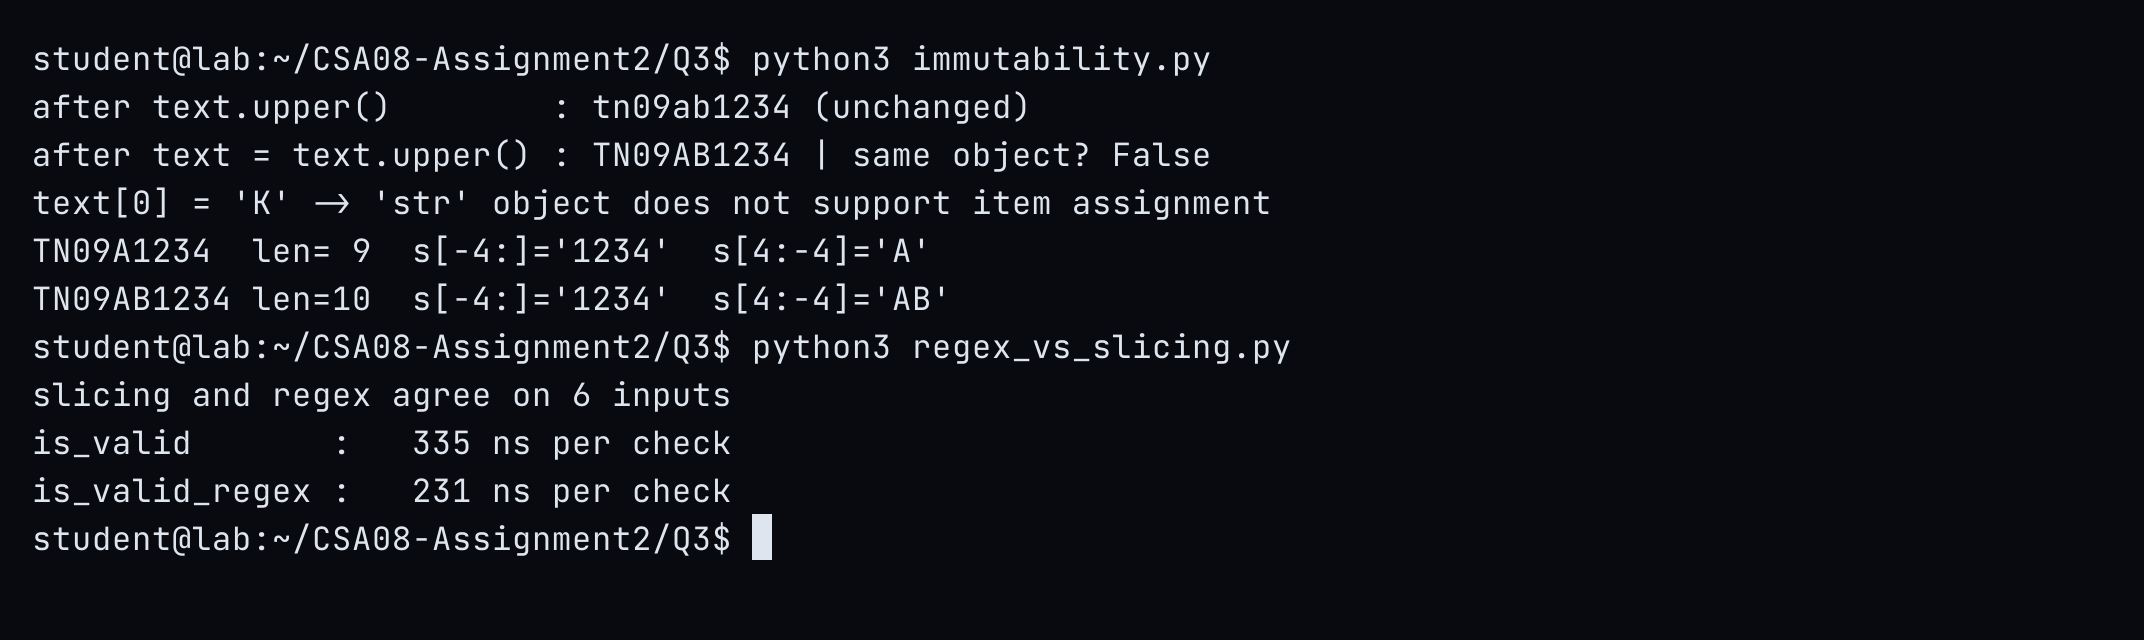 student@lab:~/CSA08-Assignment2/Q3$ python3 immutability.py
after text.upper()        : tn09ab1234 (unchanged)
after text = text.upper() : TN09AB1234 | same object? False
text[0] = 'K' -> 'str' object does not support item assignment
TN09A1234  len= 9  s[-4:]='1234'  s[4:-4]='A'
TN09AB1234 len=10  s[-4:]='1234'  s[4:-4]='AB'
student@lab:~/CSA08-Assignment2/Q3$ python3 regex_vs_slicing.py
slicing and regex agree on 6 inputs
is_valid       :   335 ns per check
is_valid_regex :   231 ns per check
student@lab:~/CSA08-Assignment2/Q3$